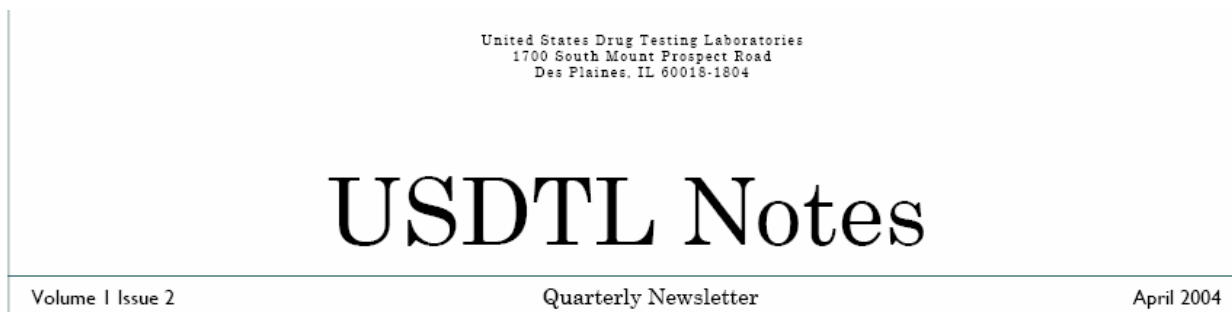 United States Drug Testing Laboratories
1700 South Mount Prospect Road
Des Plaines, IL 60018-1804
USDTL Notes
Volume 1 Issue 2 Quarterly Newsletter April 2004